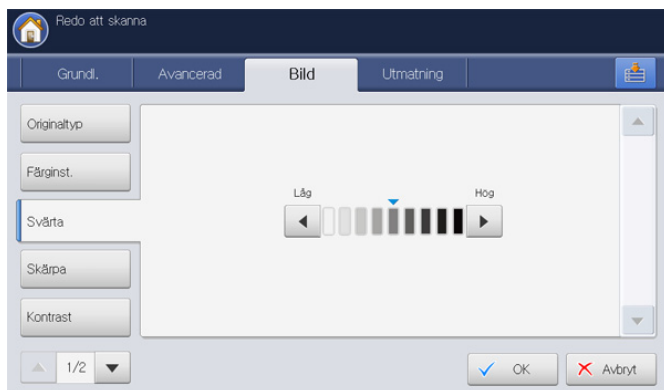 Redo att skanna
Grundl. Avancerad Bild Utmatning
Originaltyp
Färginst.
Låg Hög
Svärta
Skärpa
Kontrast
1/2 OK Avbryt